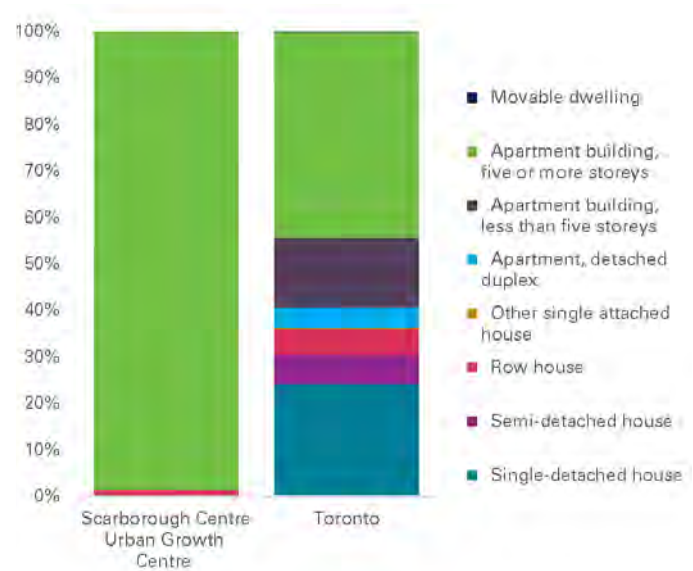 100%
90%
80%
70%
60%
50%
40%
30%
20%
10%
0%
Scarborough Centre
Urban Growth
Centre
Toronto
Movable dwelling
Apartment building,
five or more storeys
Apartment building,
less than five storeys
Apartment, detached
duplex
Other single attached
house
Row house
Semi-detached house
Single-detached house